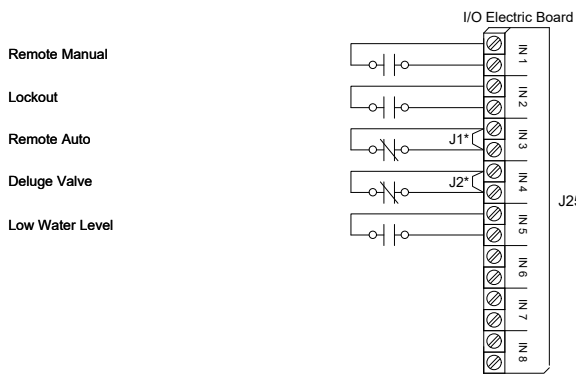 I/O Electric Board
Remote Manual
IN 1
Lockout
IN 2
Remote Auto
J1*
IN 3
Deluge Valve
J2*
IN 4
J25
Low Water Level
IN 5
IN 6
IN 7
IN 8